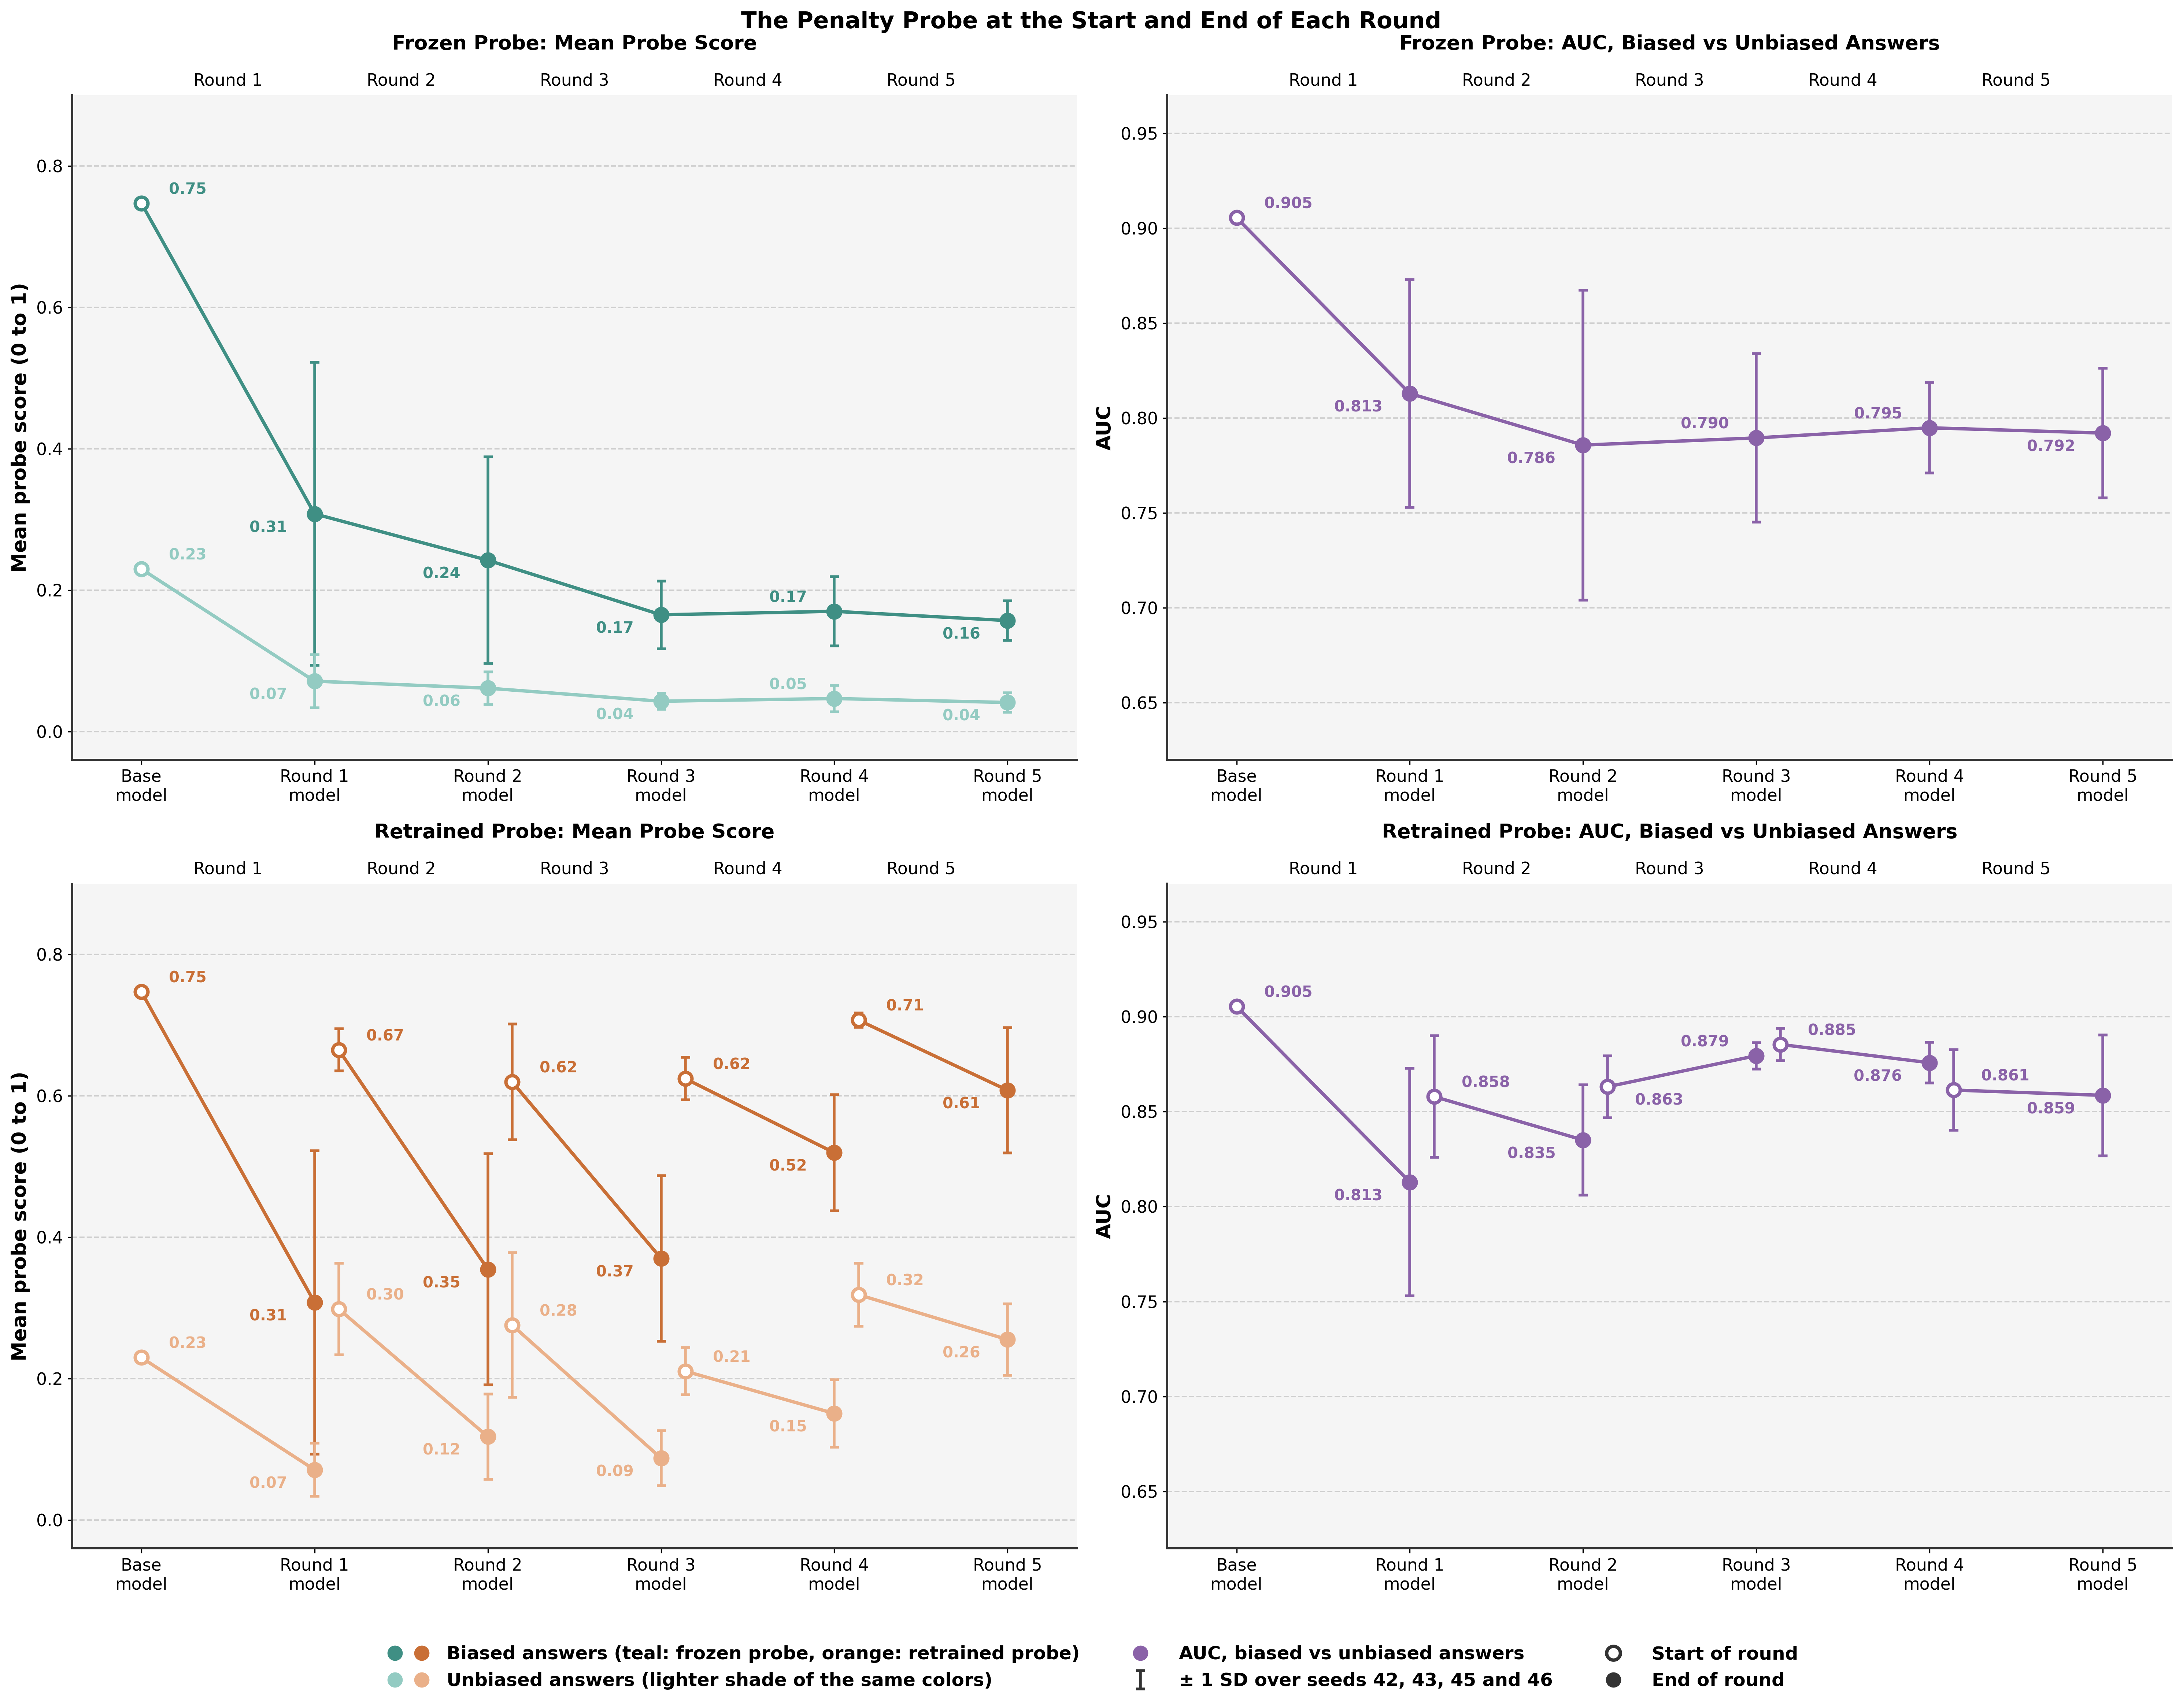 The Penalty Probe at the Start and End of Each Round
Frozen Probe: Mean Probe Score
Round 1 Round 2 Round 3 Round 4 Round 5
Mean probe score (0 to 1)
0.8
0.6
0.4
0.2
0.0
0.75
0.31
0.24
0.17
0.17
0.16
0.23
0.07
0.06
0.04
0.05
0.04
Base model
Round 1 model
Round 2 model
Round 3 model
Round 4 model
Round 5 model
Frozen Probe: AUC, Biased vs Unbiased Answers
Round 1 Round 2 Round 3 Round 4 Round 5
AUC
0.95
0.90
0.85
0.80
0.75
0.70
0.65
0.905
0.813
0.786
0.790
0.795
0.792
Base model
Round 1 model
Round 2 model
Round 3 model
Round 4 model
Round 5 model
Retrained Probe: Mean Probe Score
Round 1 Round 2 Round 3 Round 4 Round 5
Mean probe score (0 to 1)
0.8
0.6
0.4
0.2
0.0
0.75
0.31
0.67
0.35
0.62
0.37
0.62
0.52
0.71
0.61
0.23
0.07
0.30
0.12
0.28
0.09
0.21
0.15
0.32
0.26
Base model
Round 1 model
Round 2 model
Round 3 model
Round 4 model
Round 5 model
Retrained Probe: AUC, Biased vs Unbiased Answers
Round 1 Round 2 Round 3 Round 4 Round 5
AUC
0.95
0.90
0.85
0.80
0.75
0.70
0.65
0.905
0.813
0.858
0.835
0.863
0.879
0.885
0.876
0.861
0.859
Base model
Round 1 model
Round 2 model
Round 3 model
Round 4 model
Round 5 model
Biased answers (teal: frozen probe, orange: retrained probe)
Unbiased answers (lighter shade of the same colors)
AUC, biased vs unbiased answers
± 1 SD over seeds 42, 43, 45 and 46
Start of round
End of round